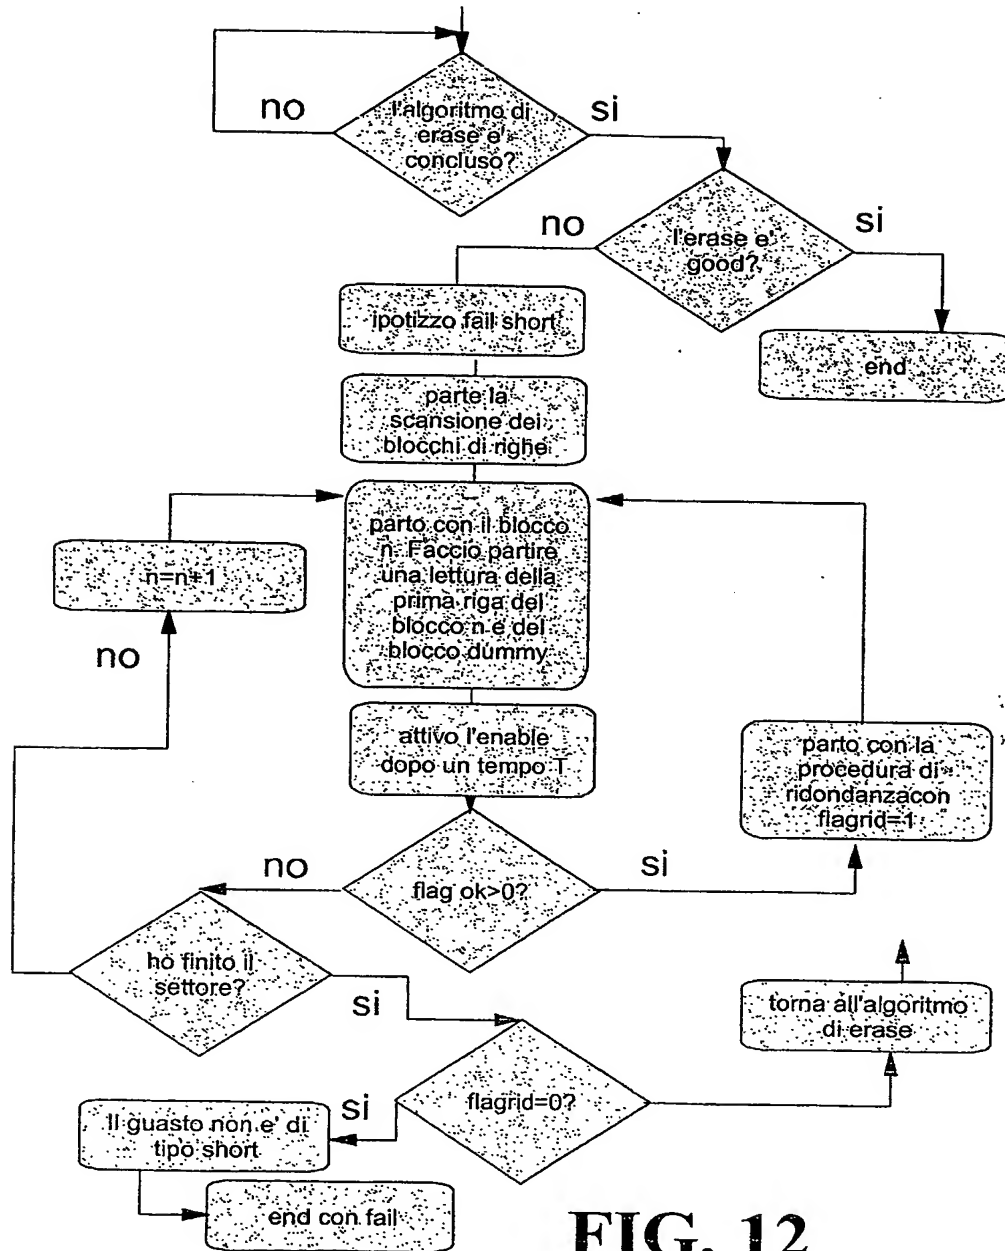 no
l'algoritmo di
erase e'
concluso?
si
no
l'erase e'
good?
si
ipotizzo fail short
end
parte la
scansione dei
blocchi di righe
parto con il blocco
n. Faccio partire
una lettura della
prima riga del
blocco n e del
blocco dummy
n=n+1
no
attivo l'enable
dopo un tempo T
parto con la
procedura di
ridondanzacon
flagrid=1
no
flag ok>0?
si
ho finito il
settore?
si
torna all'algoritmo
di erase
flagrid=0?
si
Il guasto non e' di
tipo short
end con fail
FIG. 12